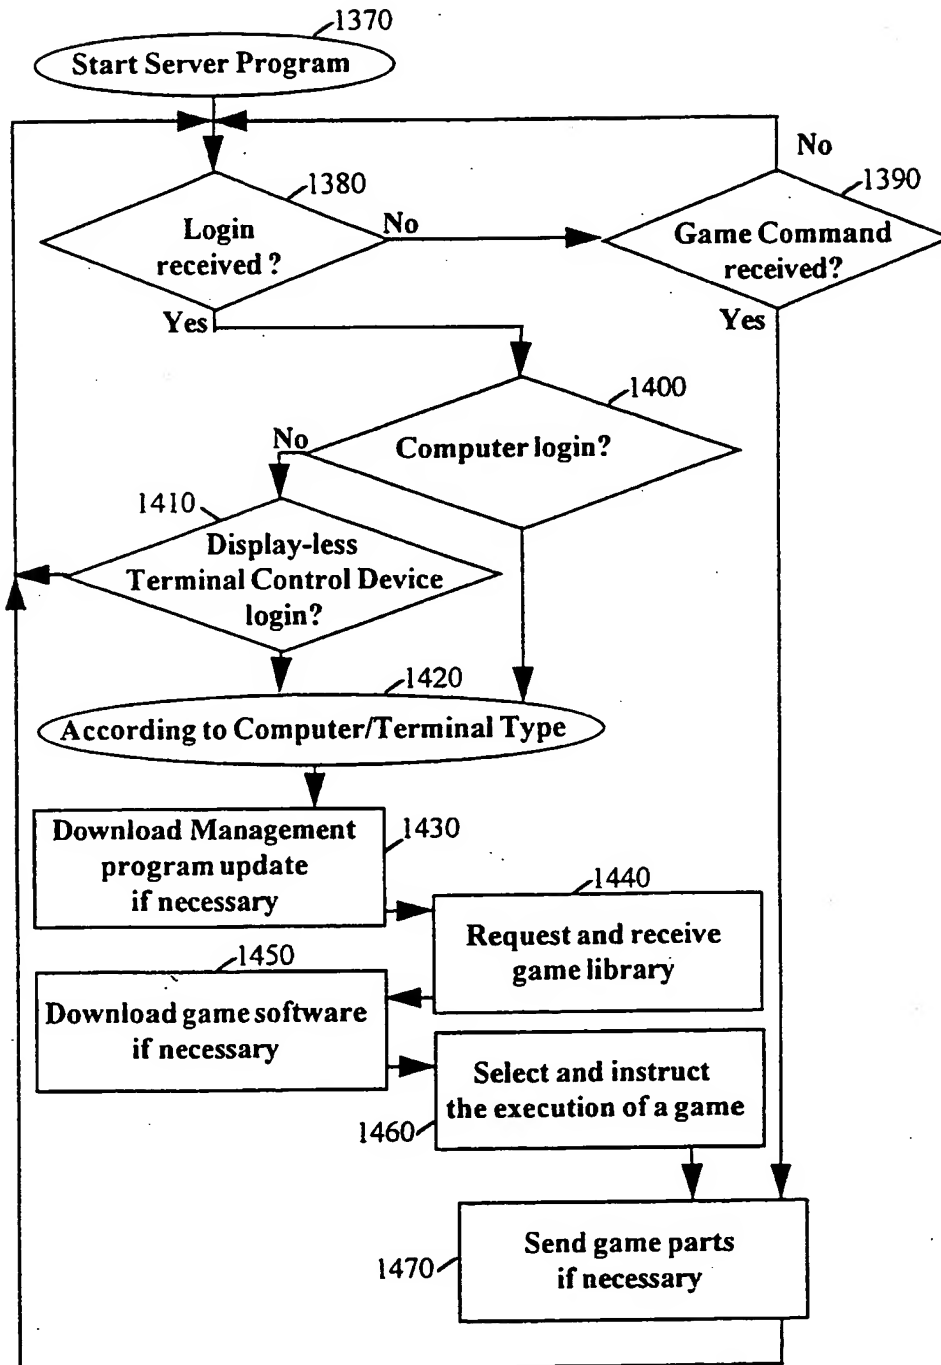 1370
Start Server Program
No
1380
1390
Login
received ?
No
Game Command
received?
Yes
Yes
1400
Computer login?
No
1410
Display-less
Terminal Control Device
login?
1420
According to Computer/Terminal Type
Download Management
program update
if necessary
1430
1440
Request and receive
game library
1450
Download game software
if necessary
Select and instruct
the execution of a game
1460
Send game parts
if necessary
1470